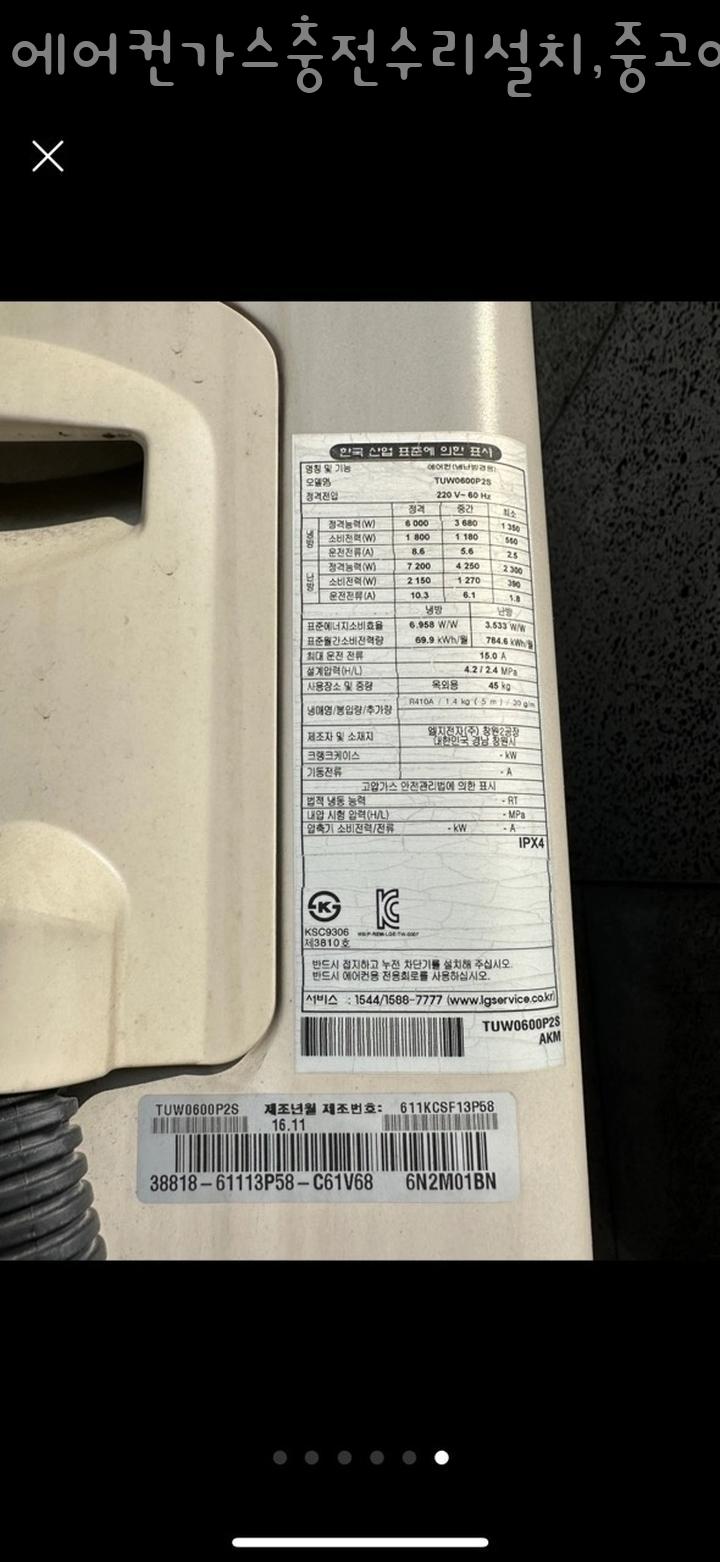 에어컨가스충전수리설치,중고
한국 산업 표준에 의한 표시
명칭 및 기능 에어컨(냉난방겸용)
모델명 TUW0600P2S
정격전압 220 V~ 60 Hz
정격 중간 최소
냉방 정격능력(W) 6 000 3 680 1 350
소비전력(W) 1 800 1 180 550
운전전류(A) 8.6 5.6 2.5
난방 정격능력(W) 7 200 4 250 2 300
소비전력(W) 2 150 1 270 390
운전전류(A) 10.3 6.1 1.8
냉방 난방
표준에너지소비효율 6.958 W/W 3.533 W/W
표준월간소비전력량 69.9 kWh/월 784.6 kWh/월
최대 운전 전류 15.0 A
설계압력(H/L) 4.2 / 2.4 MPa
사용장소 및 중량 옥외용 45 kg
냉매명/봉입량/추가량 R410A / 1.4 kg ( 5 m ) / 30 g/m
제조자 및 소재지 엘지전자(주) 창원2공장
대한민국 경남 창원시
크랭크케이스 - kW
기동전류 - A
고압가스 안전관리법에 의한 표시
법적 냉동 능력 - RT
내압 시험 압력(H/L) - MPa
압축기 소비전력/전류 - kW - A
IPX4
KSC9306
제3810호
반드시 접지하고 누전 차단기를 설치해 주십시오.
반드시 에어컨용 전용회로를 사용하십시오.
서비스 : 1544/1588-7777 (www.lgservice.co.kr)
TUW0600P2S
AKM
TUW0600P2S 제조년월 제조번호: 611KCSF13P58
16.11
38818-61113P58-C61V68 6N2M01BN